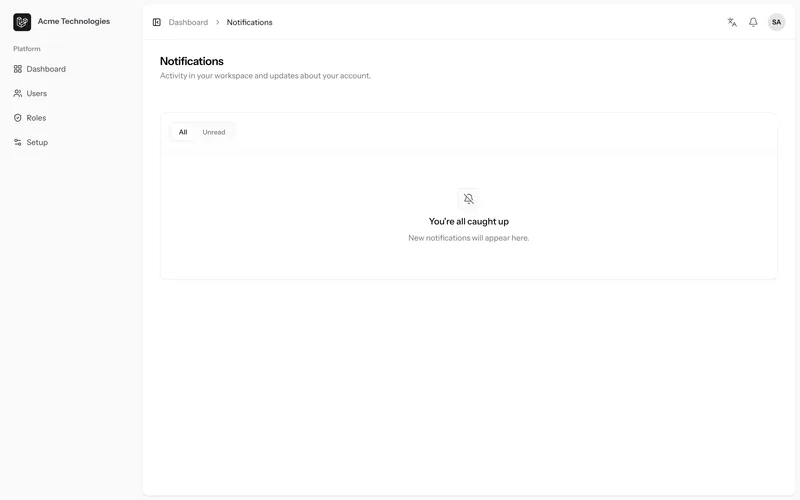 Acme Technologies
Platform
Dashboard
Users
Roles
Setup
Dashboard > Notifications
SA
Notifications
Activity in your workspace and updates about your account.
All
Unread
You're all caught up
New notifications will appear here.